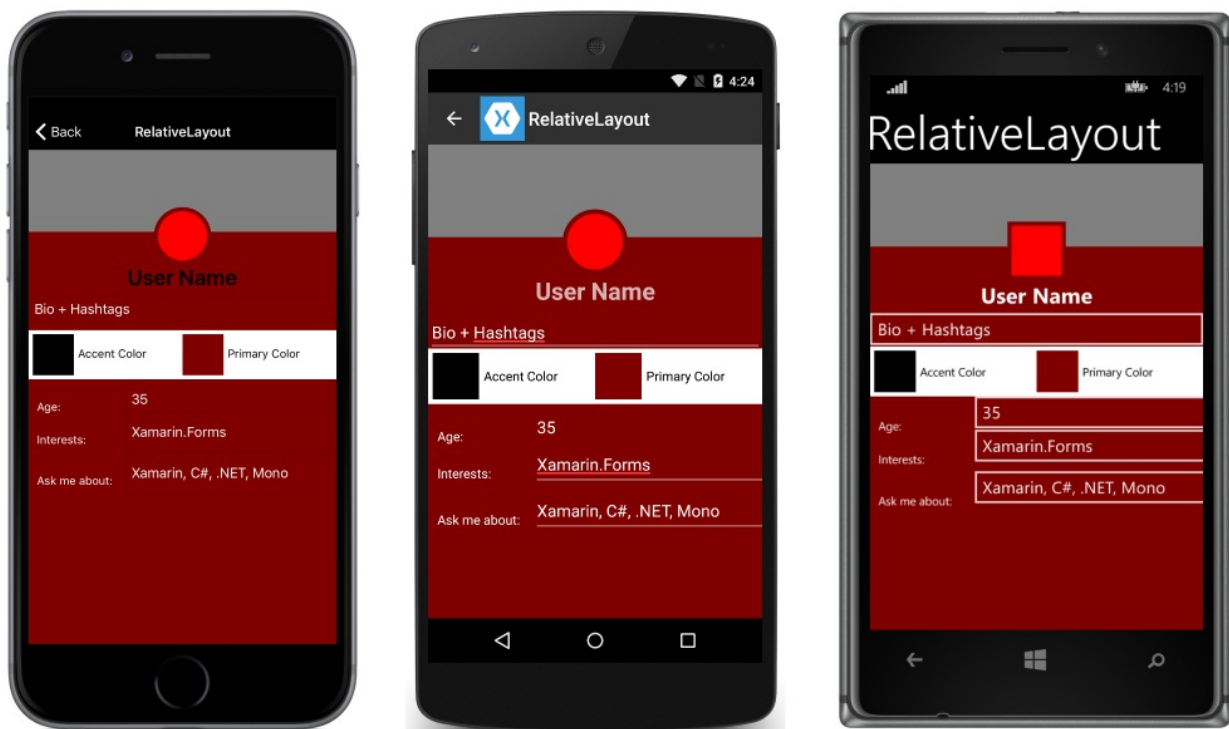 Back RelativeLayout
User Name
Bio + Hashtags
Accent Color Primary Color
Age: 35
Interests: Xamarin.Forms
Ask me about: Xamarin, C#, .NET, Mono
4:24
RelativeLayout
User Name
Bio + Hashtags
Accent Color Primary Color
Age: 35
Interests: Xamarin.Forms
Ask me about: Xamarin, C#, .NET, Mono
4:19
RelativeLayout
User Name
Bio + Hashtags
Accent Color Primary Color
Age: 35
Interests: Xamarin.Forms
Ask me about: Xamarin, C#, .NET, Mono